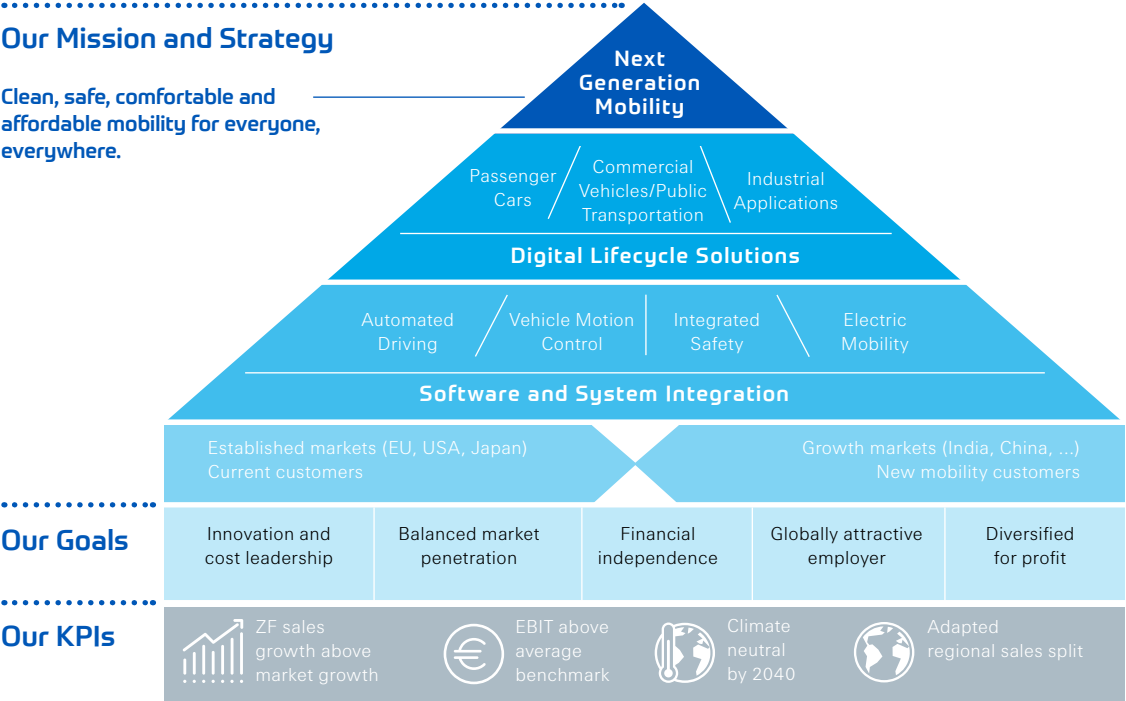 Our Mission and Strategy
Clean, safe, comfortable and
affordable mobility for everyone,
everywhere.
Next
Generation
Mobility
Passenger
Cars
Commercial
Vehicles/Public
Transportation
Industrial
Applications
Digital Lifecycle Solutions
Automated
Driving
Vehicle Motion
Control
Integrated
Safety
Electric
Mobility
Software and System Integration
Established markets (EU, USA, Japan)
Current customers
Growth markets (India, China, ...)
New mobility customers
Our Goals
Innovation and
cost leadership
Balanced market
penetration
Financial
independence
Globally attractive
employer
Diversified
for profit
Our KPIs
ZF sales
growth above
market growth
€
EBIT above
average
benchmark
Climate
neutral
by 2040
Adapted
regional sales split